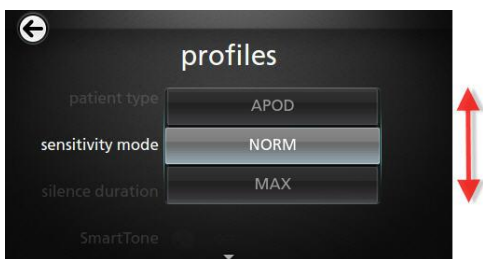 profiles
patient type
APOD
sensitivity mode
NORM
silence duration
MAX
SmartTone